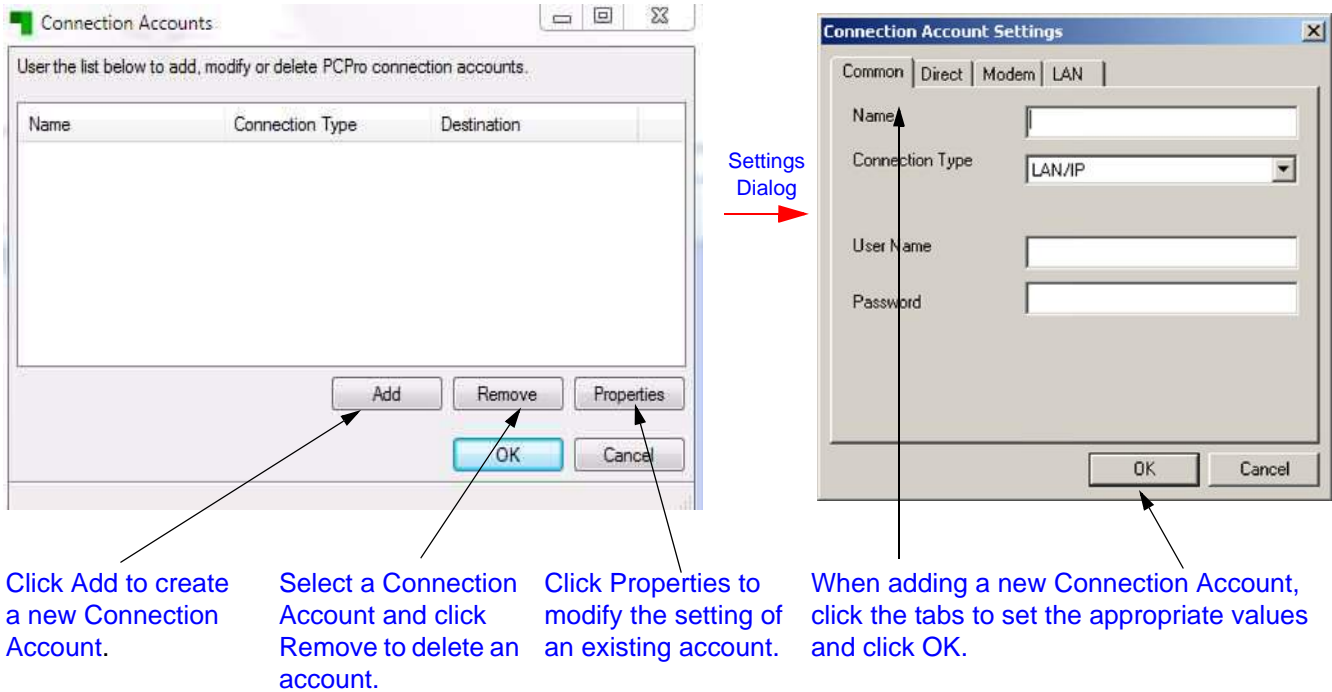 Connection Accounts
User the list below to add, modify or delete PCPro connection accounts.
Name Connection Type Destination
Add Remove Properties
OK Cancel
Settings
Dialog
Connection Account Settings
Common Direct Modem LAN
Name
Connection Type LAN/IP
User Name
Password
OK Cancel
Click Add to create
a new Connection
Account.
Select a Connection
Account and click
Remove to delete an
account.
Click Properties to
modify the setting of
an existing account.
When adding a new Connection Account,
click the tabs to set the appropriate values
and click OK.